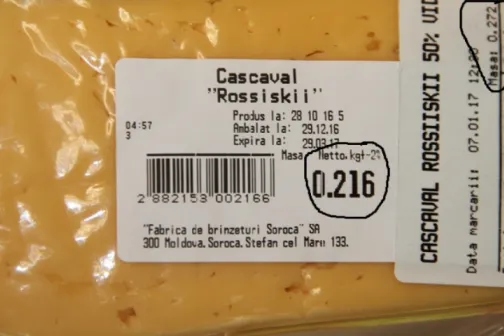 Cascaval
"Rossiskii"
Produs la: 28 10 16 5
Ambalat la: 29.12.16
Expira la: 29.03.17
04:57
3
Masa Netto,kg±2%
0.216
2 882153 002166
"Fabrica de brinzeturi Soroca" SA
300 Moldova.Soroca.Stefan cel Mare 133.
CASCAVAL ROSSIISKII 50% VID
Data marcarii: 07.01.17
Masa: 0.272